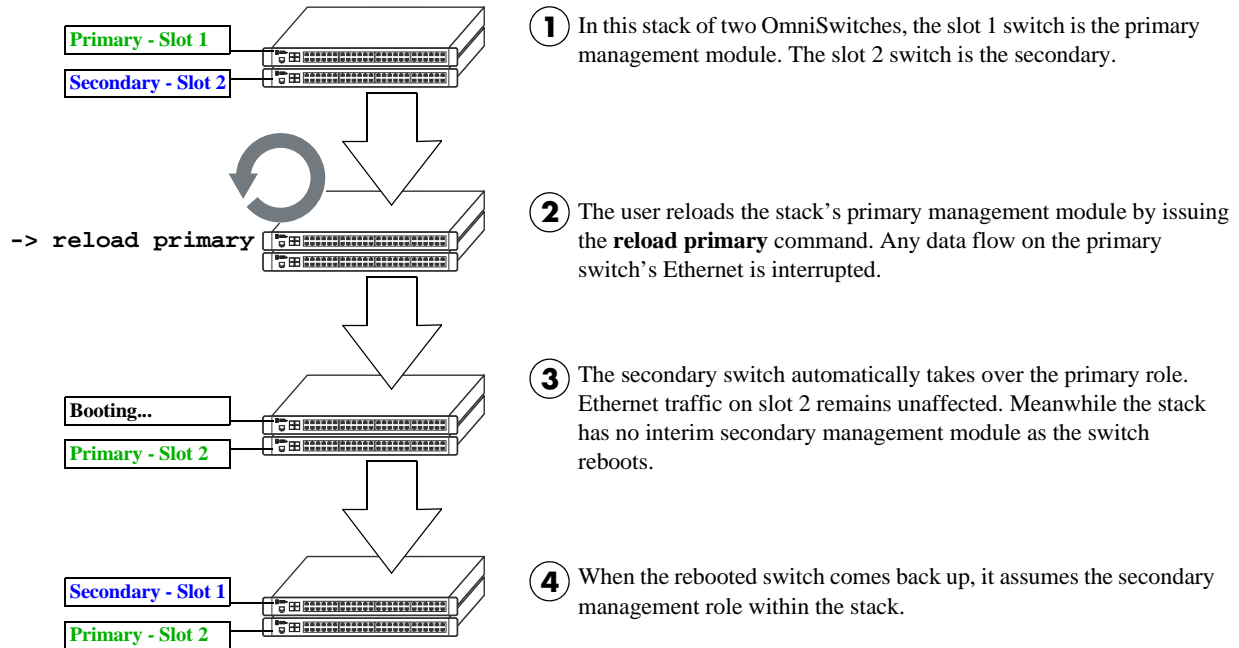 Primary - Slot 1
Secondary - Slot 2
1 In this stack of two OmniSwitches, the slot 1 switch is the primary
management module. The slot 2 switch is the secondary.
-> reload primary
2 The user reloads the stack’s primary management module by issuing
the reload primary command. Any data flow on the primary
switch’s Ethernet is interrupted.
Booting...
Primary - Slot 2
3 The secondary switch automatically takes over the primary role.
Ethernet traffic on slot 2 remains unaffected. Meanwhile the stack
has no interim secondary management module as the switch
reboots.
Secondary - Slot 1
Primary - Slot 2
4 When the rebooted switch comes back up, it assumes the secondary
management role within the stack.